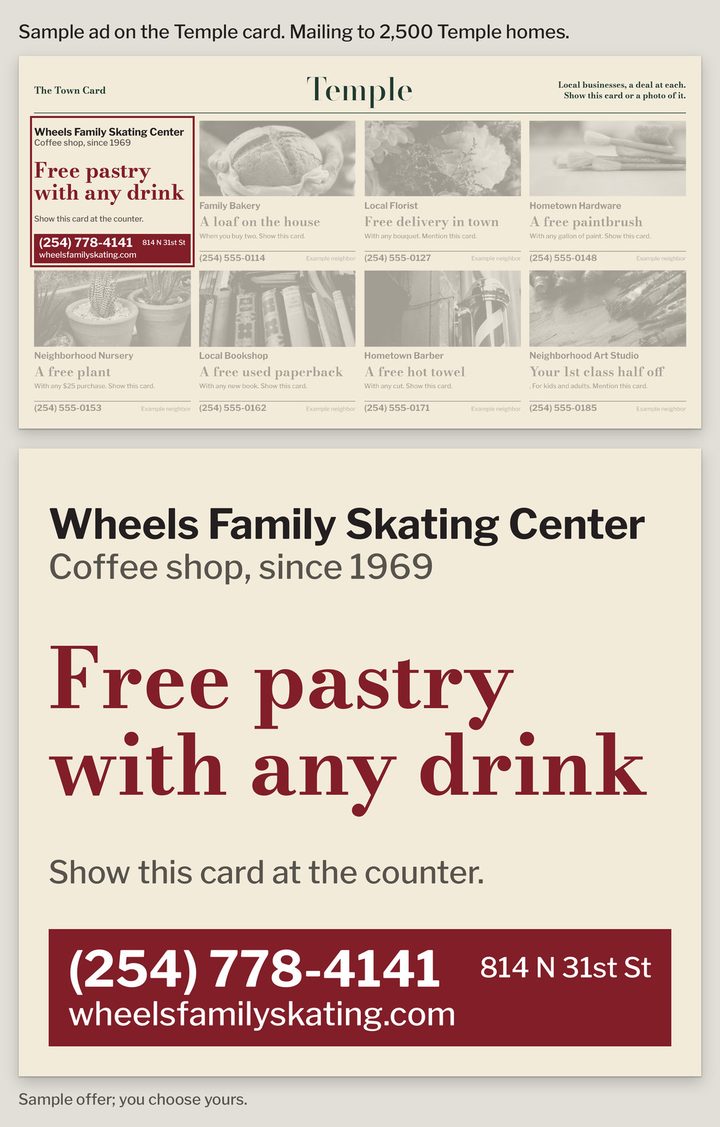 Sample ad on the Temple card. Mailing to 2,500 Temple homes.
The Town Card
Temple
Local businesses, a deal at each.
Show this card or a photo of it.
Wheels Family Skating Center
Coffee shop, since 1969
Free pastry
with any drink
Show this card at the counter.
(254) 778-4141 814 N 31st St
wheelsfamilyskating.com
Family Bakery
A loaf on the house
When you buy two. Show this card.
(254) 555-0114 Example neighbor
Local Florist
Free delivery in town
With any bouquet. Mention this card.
(254) 555-0127 Example neighbor
Hometown Hardware
A free paintbrush
With any gallon of paint. Show this card.
(254) 555-0148 Example neighbor
Neighborhood Nursery
A free plant
With any $25 purchase. Show this card.
(254) 555-0153 Example neighbor
Local Bookshop
A free used paperback
With any new book. Show this card.
(254) 555-0162 Example neighbor
Hometown Barber
A free hot towel
With any cut. Show this card.
(254) 555-0171 Example neighbor
Neighborhood Art Studio
Your 1st class half off
For kids and adults. Mention this card.
(254) 555-0185 Example neighbor
Wheels Family Skating Center
Coffee shop, since 1969
Free pastry
with any drink
Show this card at the counter.
(254) 778-4141 814 N 31st St
wheelsfamilyskating.com
Sample offer; you choose yours.